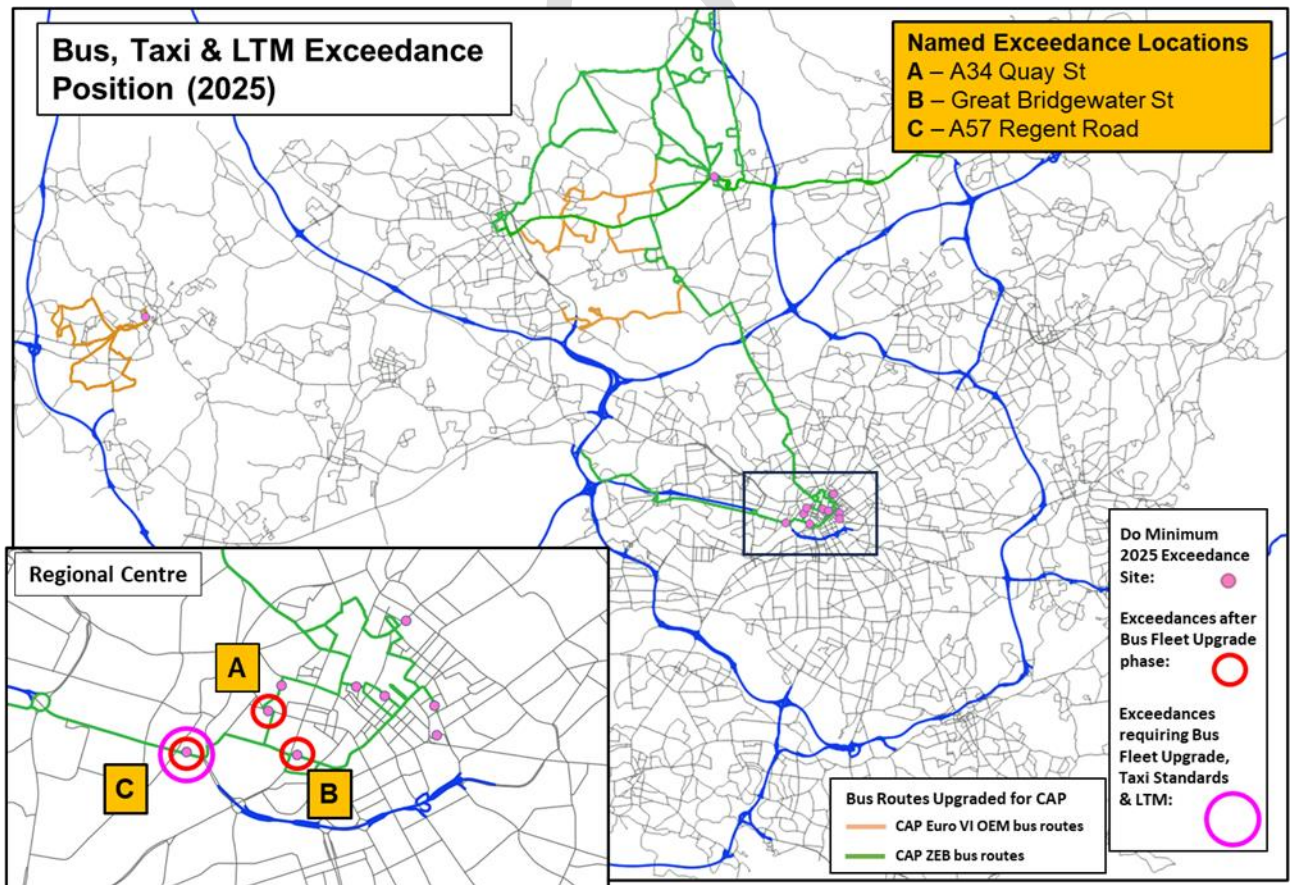 Bus, Taxi & LTM Exceedance
Position (2025)
Named Exceedance Locations
A – A34 Quay St
B – Great Bridgewater St
C – A57 Regent Road
Regional Centre
A
B
C
Do Minimum
2025 Exceedance
Site:
Exceedances after
Bus Fleet Upgrade
phase:
Exceedances
requiring Bus
Fleet Upgrade,
Taxi Standards
& LTM:
Bus Routes Upgraded for CAP
CAP Euro VI OEM bus routes
CAP ZEB bus routes